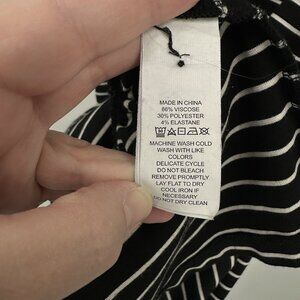 MADE IN CHINA
66% VISCOSE
30% POLYESTER
4% ELASTANE
MACHINE WASH COLD
WASH WITH LIKE
COLORS
DELICATE CYCLE
DO NOT BLEACH
REMOVE PROMPTLY
LAY FLAT TO DRY
COOL IRON IF
NECESSARY
DO NOT DRY CLEAN